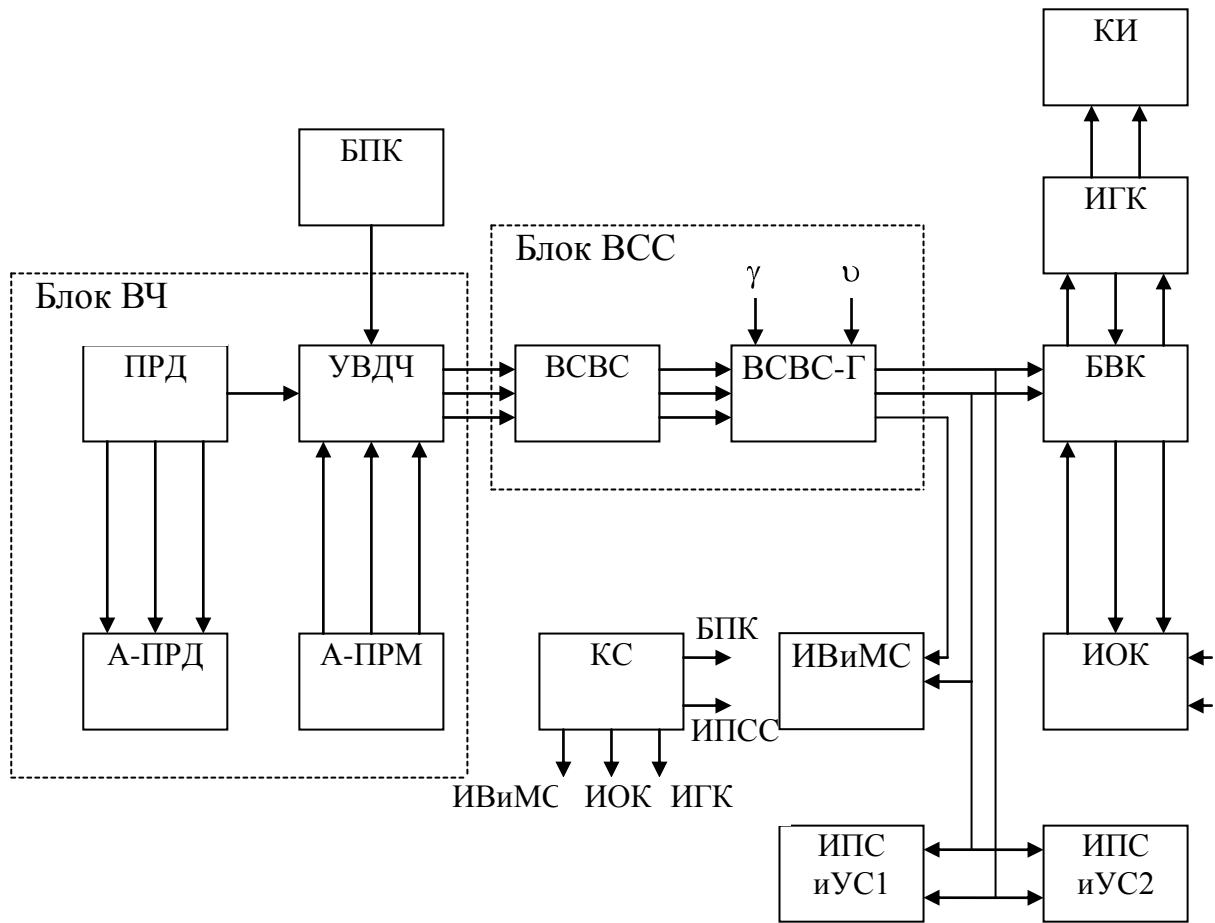 КИ
БПК
ИГК
Блок ВСС
γ
υ
Блок ВЧ
ПРД
УВДЧ
ВСВС
ВСВС-Г
БВК
А-ПРД
А-ПРМ
КС
БПК
ИПСС
ИВиМС
ИОК
ИВиМС
ИОК
ИГК
ИПС
иУС1
ИПС
иУС2